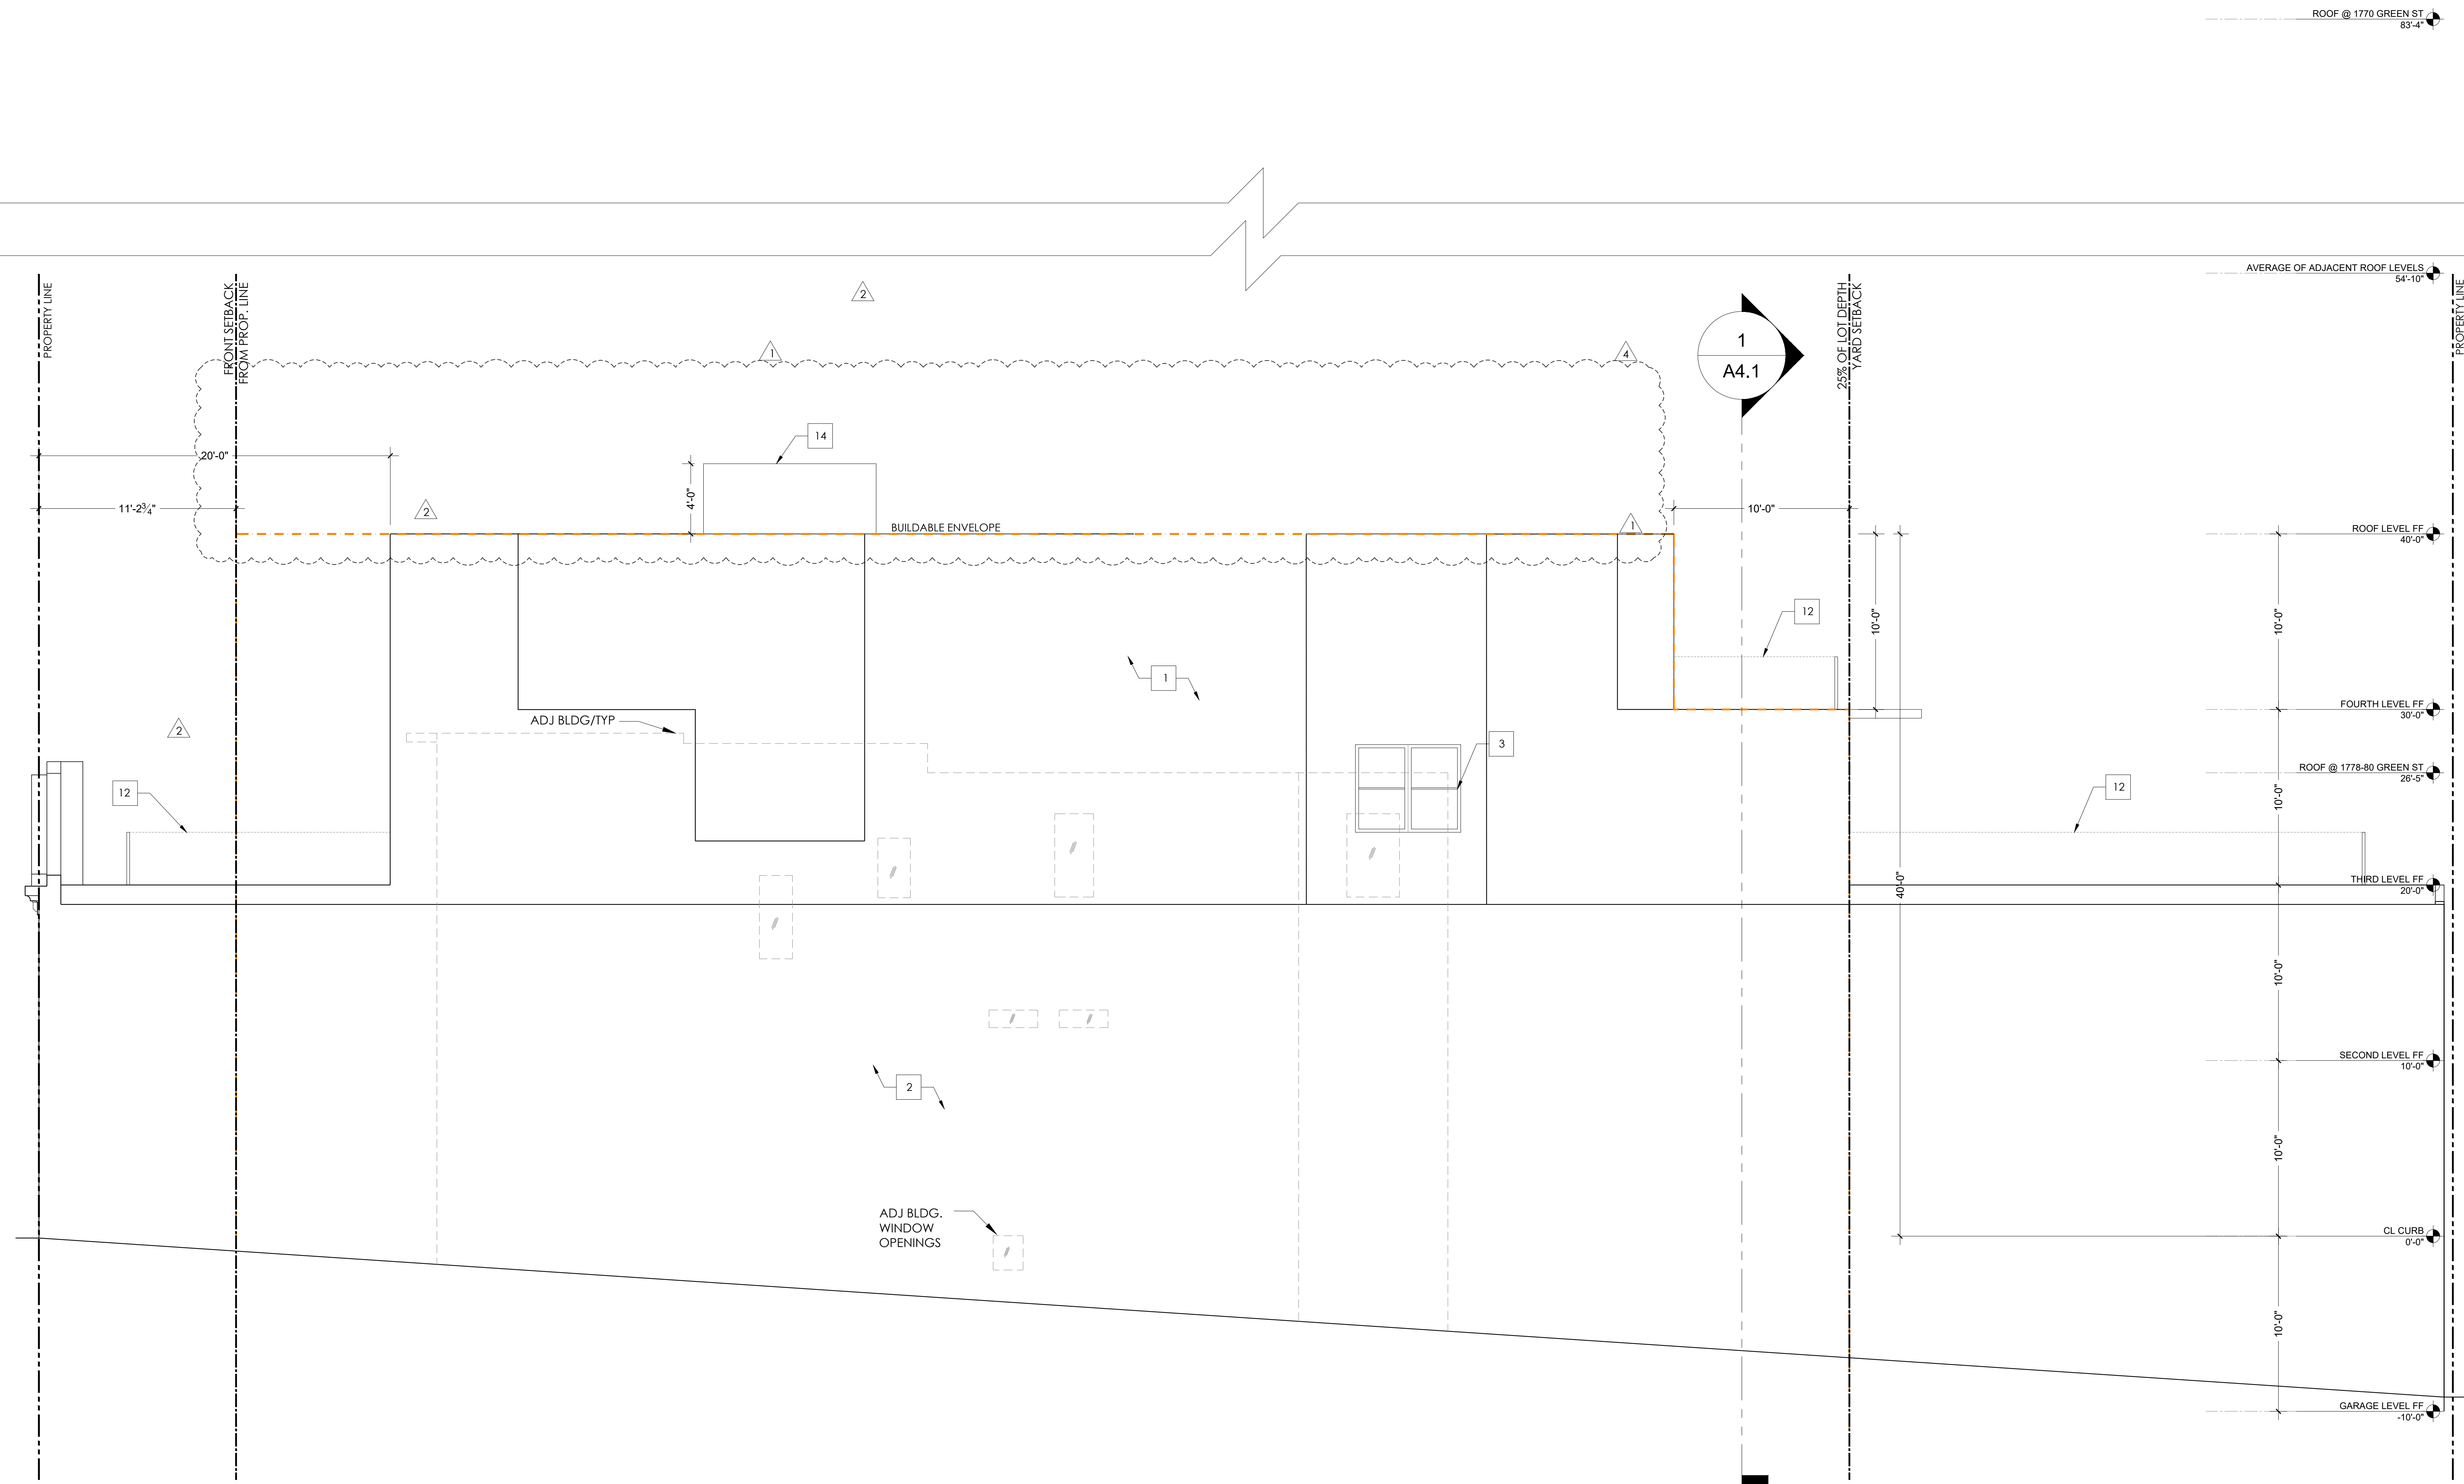 ROOF @ 1770 GREEN ST
83'-4"
AVERAGE OF ADJACENT ROOF LEVELS
54'-10"
PROPERTY LINE
FRONT SETBACK
FROM PROP. LINE
2
1
4
1
A4.1
25% OF LOT DEPTH
YARD SETBACK
PROPERTY LINE
14
20'-0"
4'-0"
11'-2 3/4"
2
BUILDABLE ENVELOPE
1
10'-0"
ROOF LEVEL FF
40'-0"
12
10'-0"
10'-0"
1
2
ADJ BLDG/TYP
3
FOURTH LEVEL FF
30'-0"
ROOF @ 1778-80 GREEN ST
26'-5"
12
12
10'-0"
40'-0"
THIRD LEVEL FF
20'-0"
10'-0"
SECOND LEVEL FF
10'-0"
2
10'-0"
ADJ BLDG.
WINDOW
OPENINGS
CL CURB
0'-0"
10'-0"
GARAGE LEVEL FF
-10'-0"